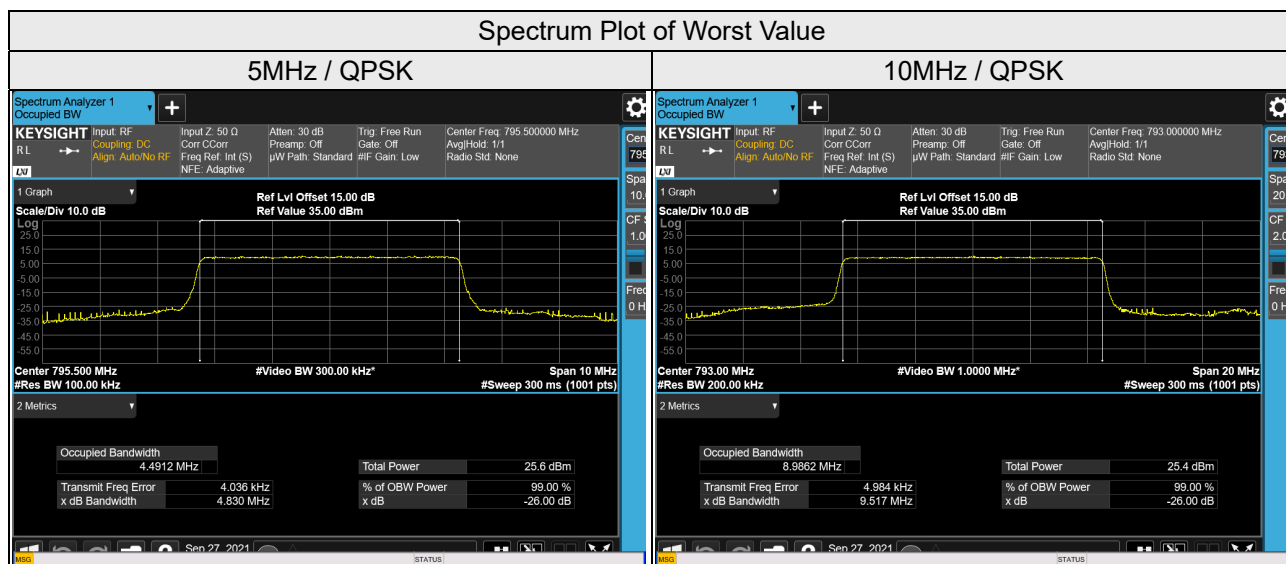 Spectrum Plot of Worst Value
5MHz / QPSK
Spectrum Analyzer 1
Occupied BW
+
KEYSIGHT
RL
LXI
Input: RF
Coupling: DC
Align: Auto/No RF
Input Z: 50 Ω
Corr CCorr
Freq Ref: Int (S)
NFE: Adaptive
Atten: 30 dB
Preamp: Off
µW Path: Standard
Trig: Free Run
Gate: Off
#IF Gain: Low
Center Freq: 795.500000 MHz
Avg|Hold: 1/1
Radio Std: None
1 Graph
Scale/Div 10.0 dB
Ref Lvl Offset 15.00 dB
Ref Value 35.00 dBm
Log
25.0
15.0
5.00
-5.00
-15.0
-25.0
-35.0
-45.0
-55.0
Center 795.500 MHz
#Video BW 300.00 kHz*
Span 10 MHz
#Res BW 100.00 kHz
#Sweep 300 ms (1001 pts)
2 Metrics
Occupied Bandwidth
4.4912 MHz
Total Power 25.6 dBm
Transmit Freq Error 4.036 kHz
% of OBW Power 99.00 %
x dB Bandwidth 4.830 MHz
x dB -26.00 dB
Sep 27, 2021
MSG
STATUS
10MHz / QPSK
Spectrum Analyzer 1
Occupied BW
+
KEYSIGHT
RL
LXI
Input: RF
Coupling: DC
Align: Auto/No RF
Input Z: 50 Ω
Corr CCorr
Freq Ref: Int (S)
NFE: Adaptive
Atten: 30 dB
Preamp: Off
µW Path: Standard
Trig: Free Run
Gate: Off
#IF Gain: Low
Center Freq: 793.000000 MHz
Avg|Hold: 1/1
Radio Std: None
1 Graph
Scale/Div 10.0 dB
Ref Lvl Offset 15.00 dB
Ref Value 35.00 dBm
Log
25.0
15.0
5.00
-5.00
-15.0
-25.0
-35.0
-45.0
-55.0
Center 793.00 MHz
#Video BW 1.0000 MHz*
Span 20 MHz
#Res BW 200.00 kHz
#Sweep 300 ms (1001 pts)
2 Metrics
Occupied Bandwidth
8.9862 MHz
Total Power 25.4 dBm
Transmit Freq Error 4.984 kHz
% of OBW Power 99.00 %
x dB Bandwidth 9.517 MHz
x dB -26.00 dB
Sep 27, 2021
MSG
STATUS